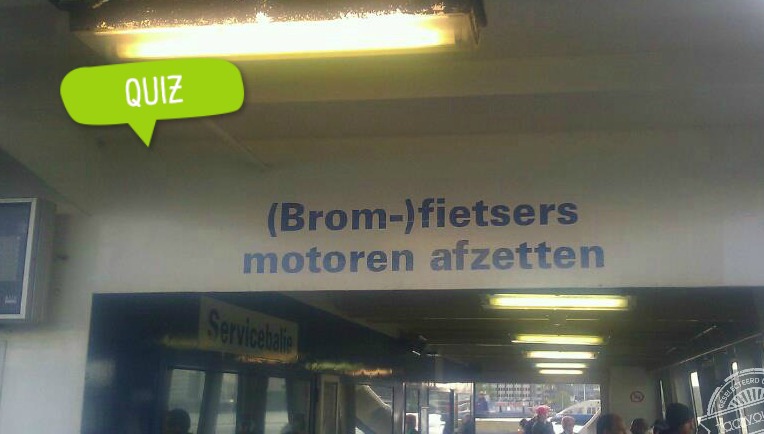 QUIZ
(Brom-)fietsers
motoren afzetten
Servicebalie